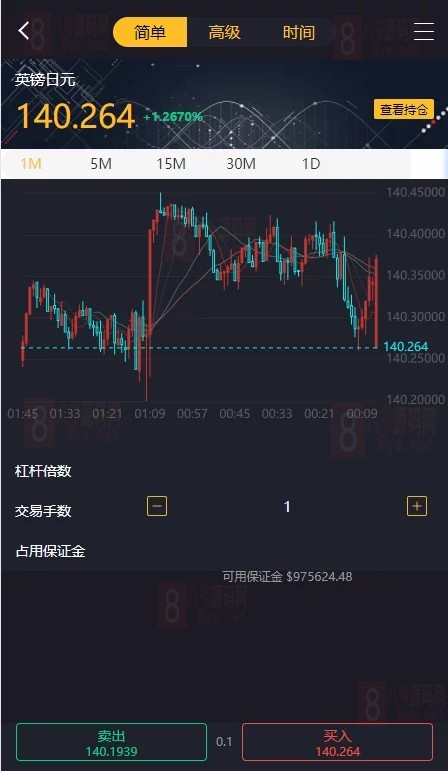 简单 高级 时间
英镑日元
140.264 +1.2670% 查看持仓
1M 5M 15M 30M 1D
140.45000
140.40000
140.35000
140.30000
140.264
140.25000
140.20000
01:45 01:33 01:21 01:09 00:57 00:45 00:33 00:21 00:09
杠杆倍数
交易手数 1
占用保证金
可用保证金 $975624.48
卖出 0.1 买入
140.1939 140.264